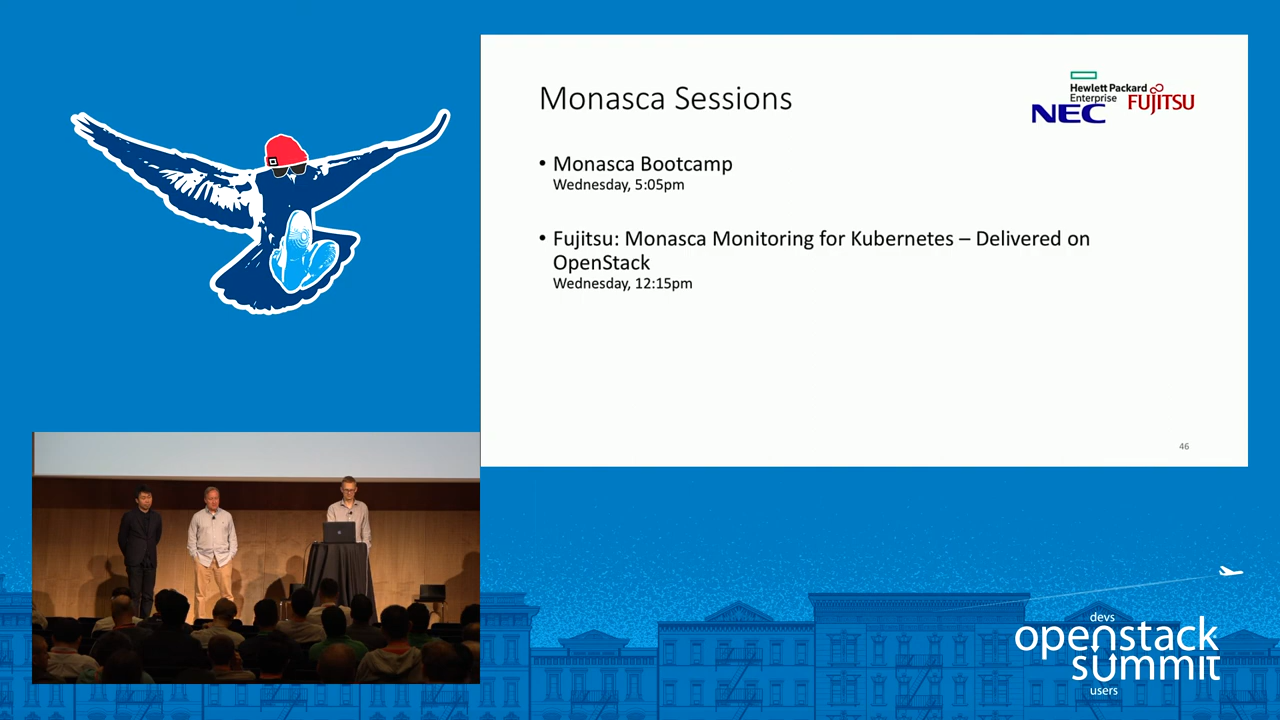 Monasca Sessions
Hewlett Packard
Enterprise
NEC
FUJITSU
• Monasca Bootcamp
Wednesday, 5:05pm
• Fujitsu: Monasca Monitoring for Kubernetes – Delivered on
OpenStack
Wednesday, 12:15pm
46
devs
openstack
summit
users